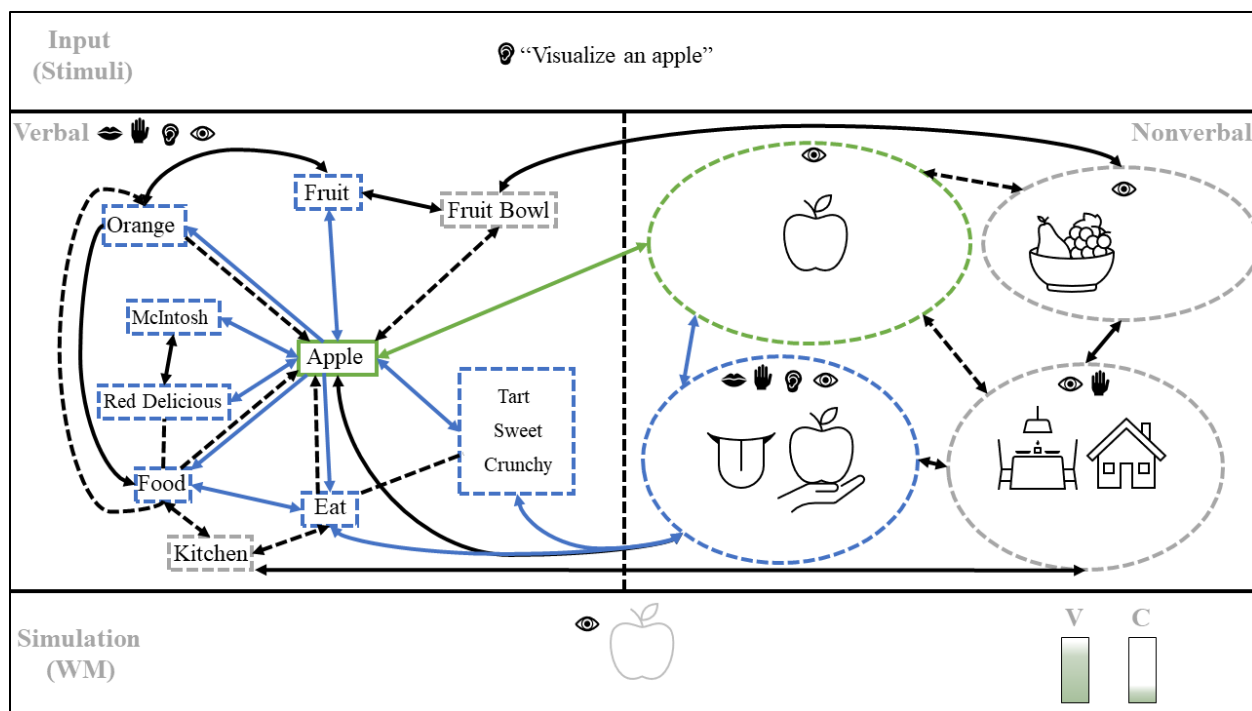 Input
(Stimuli)
“Visualize an apple”
Verbal
Nonverbal
Fruit
Fruit Bowl
Orange
McIntosh
Apple
Red Delicious
Tart
Sweet
Crunchy
Food
Eat
Kitchen
Simulation
(WM)
V C